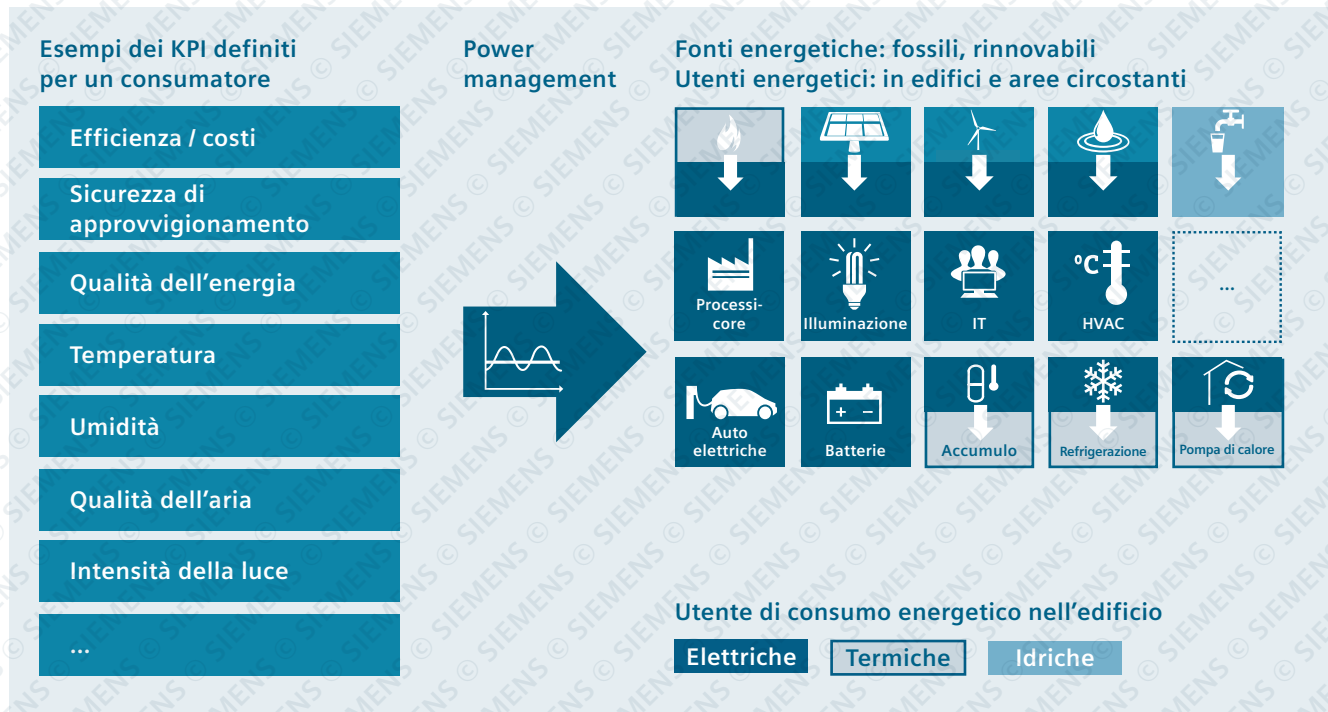 Esempi dei KPI definiti
per un consumatore
Efficienza / costi
Sicurezza di
approvvigionamento
Qualità dell’energia
Temperatura
Umidità
Qualità dell’aria
Intensità della luce
...
Power
management
Fonti energetiche: fossili, rinnovabili
Utenti energetici: in edifici e aree circostanti
Processi-
core
Illuminazione
IT
°C
HVAC
...
Auto
elettriche
+ –
Batterie
Accumulo
Refrigerazione
Pompa di calore
Utente di consumo energetico nell’edificio
Elettriche
Termiche
Idriche
© SIEMENS